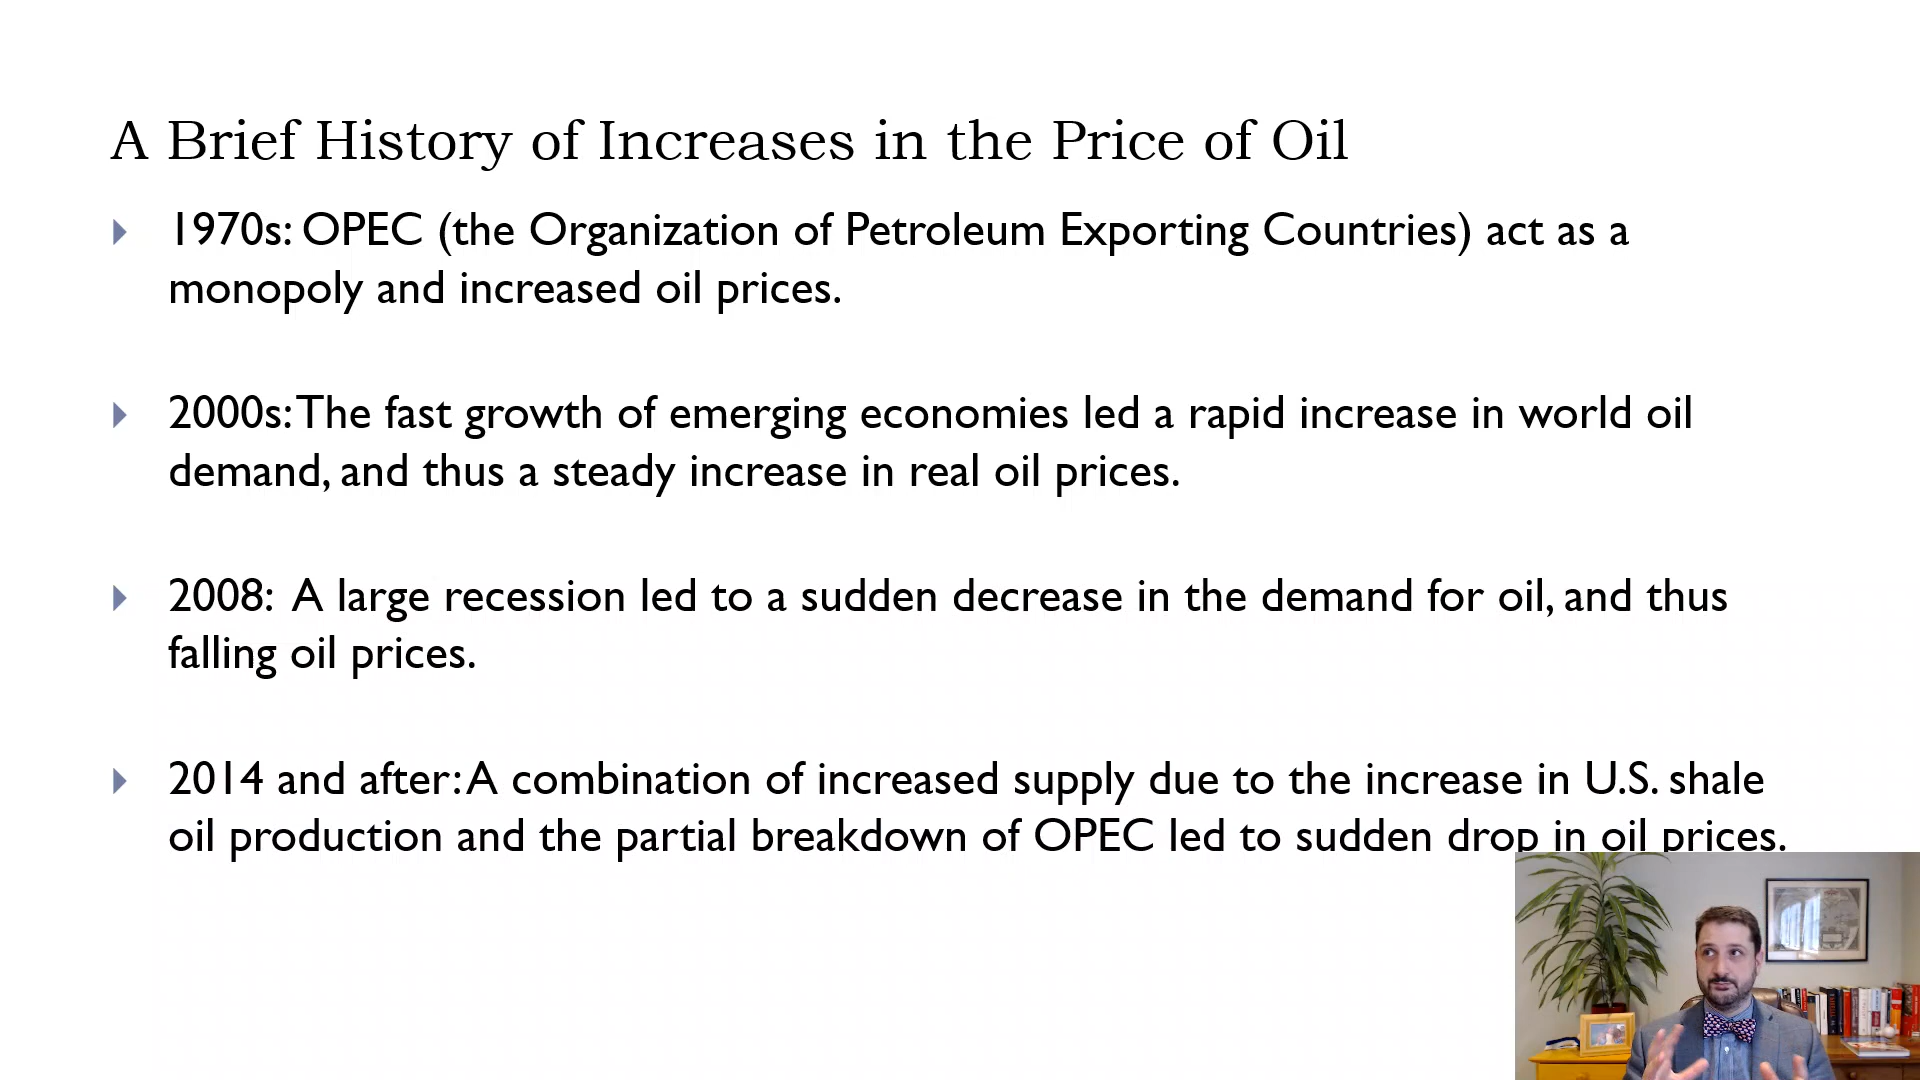 A Brief History of Increases in the Price of Oil
1970s: OPEC (the Organization of Petroleum Exporting Countries) act as a
monopoly and increased oil prices.
2000s: The fast growth of emerging economies led a rapid increase in world oil
demand, and thus a steady increase in real oil prices.
2008: A large recession led to a sudden decrease in the demand for oil, and thus
falling oil prices.
2014 and after: A combination of increased supply due to the increase in U.S. shale
oil production and the partial breakdown of OPEC led to sudden drop in oil prices.